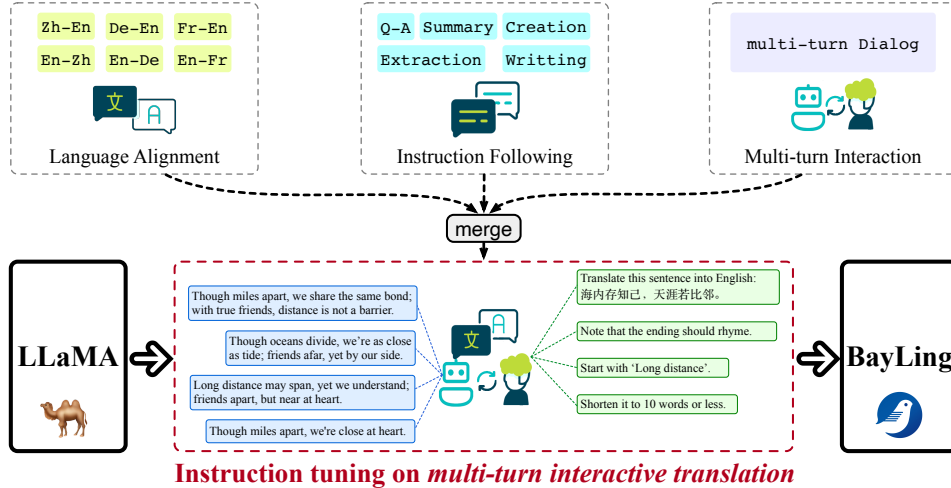 Zh-En De-En Fr-En
En-Zh En-De En-Fr
文 A
Language Alignment
Q-A Summary Creation
Extraction Writting
Instruction Following
multi-turn Dialog
Multi-turn Interaction
merge
LLaMA
Though miles apart, we share the same bond;
with true friends, distance is not a barrier.
Though oceans divide, we're as close
as tide; friends afar, yet by our side.
Long distance may span, yet we understand;
friends apart, but near at heart.
Though miles apart, we're close at heart.
文 A
Translate this sentence into English:
海内存知己，天涯若比邻。
Note that the ending should rhyme.
Start with ‘Long distance’.
Shorten it to 10 words or less.
BayLing
Instruction tuning on multi-turn interactive translation